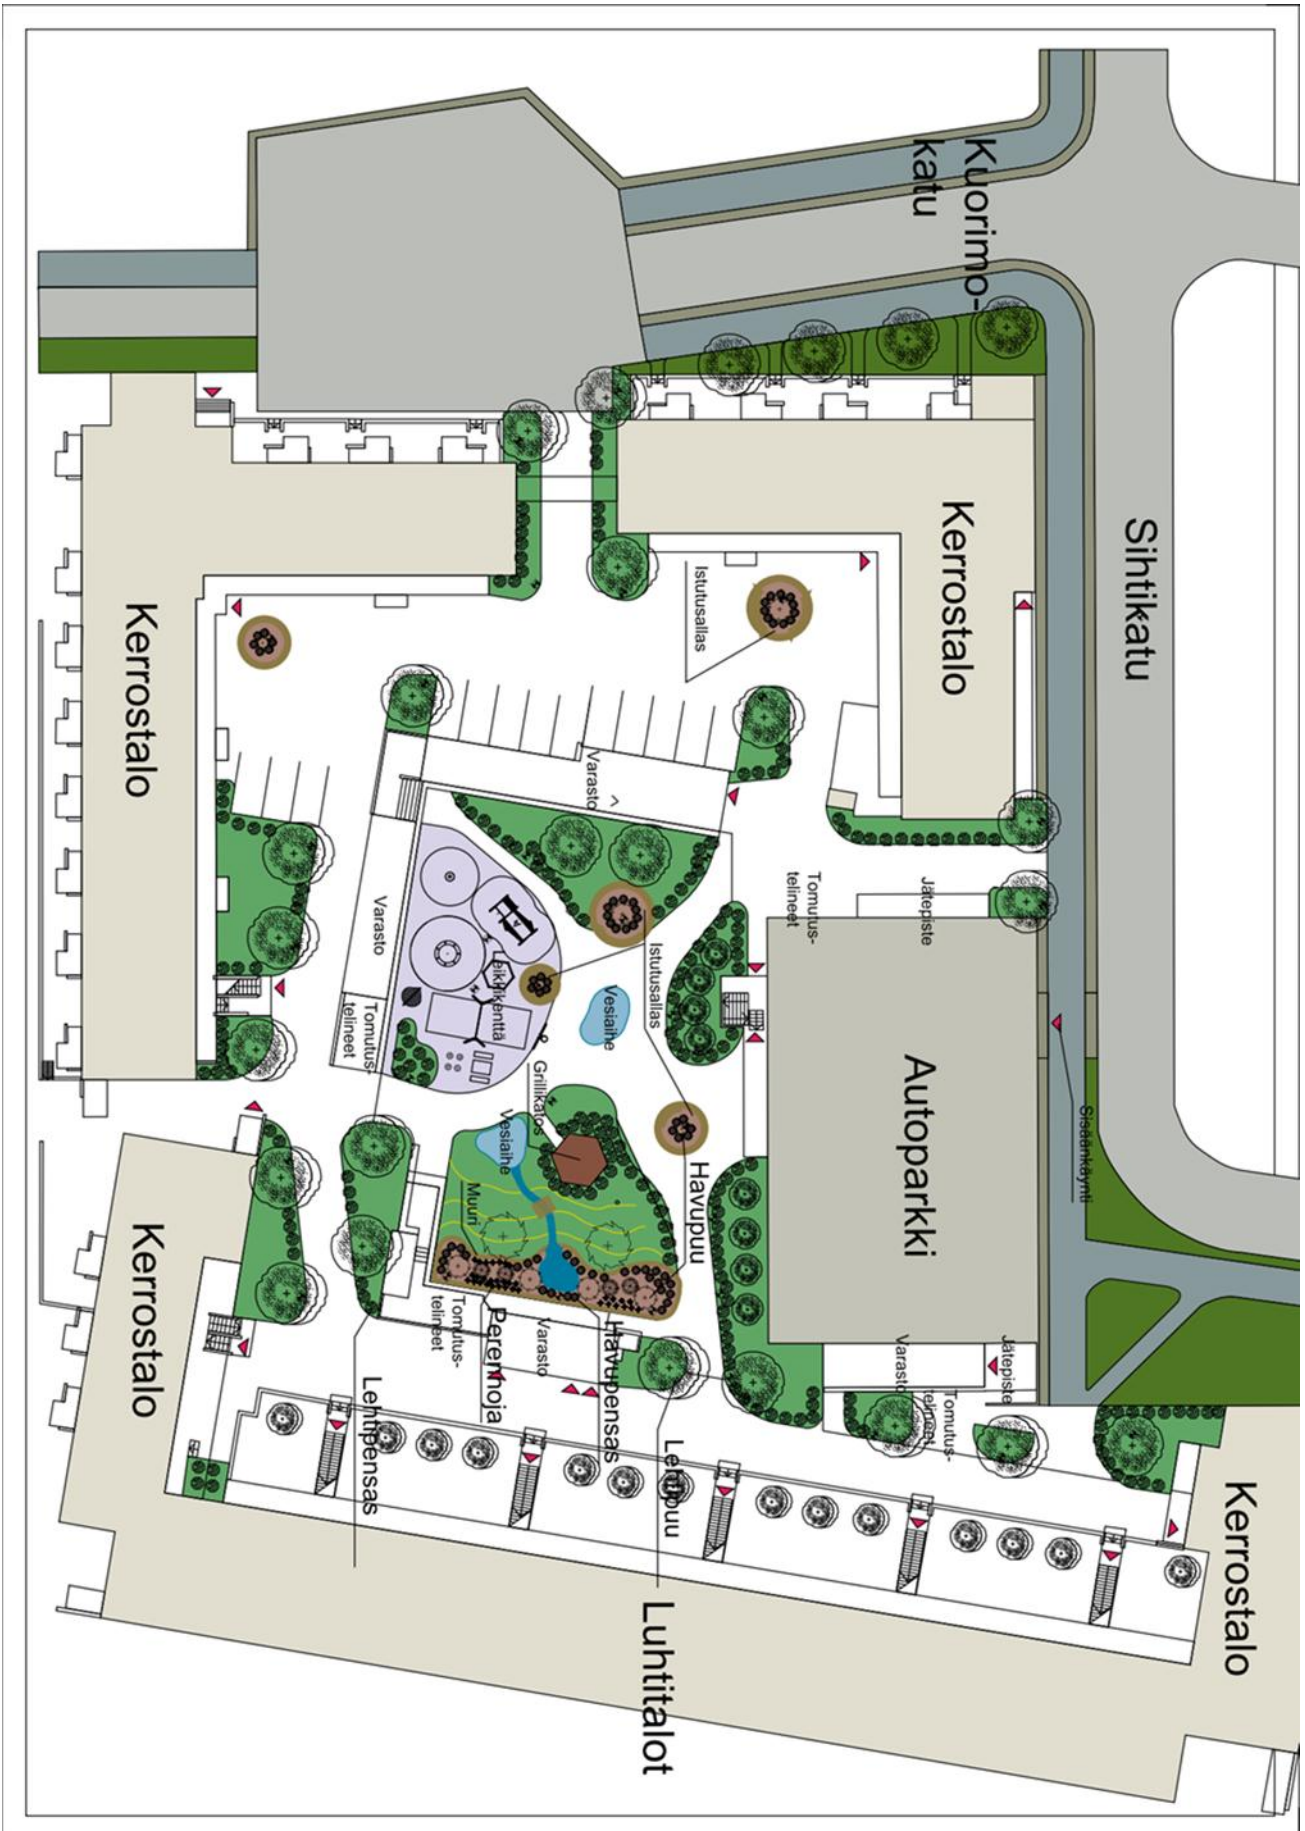 Kuorimo-
katu
Sihtikatu
Kerrostalo
Istutusallas
Kerrostalo
Varasto
Tomutus-
telineet
Jätepiste
Varasto
Leikkikenttä
Istutusallas
Vesiaihe
Tomutus-
telineet
Autoparkki
Sisäänkäynti
Grillikatos
Vesiaihe
Muuri
Havupuu
Kerrostalo
Tomutus-
telineet
Perennoja
Varasto
Havupensas
Varasto
Jätepiste
Tomutus-
telineet
Lehtipensas
Lehtipuu
Kerrostalo
Luhtitalot